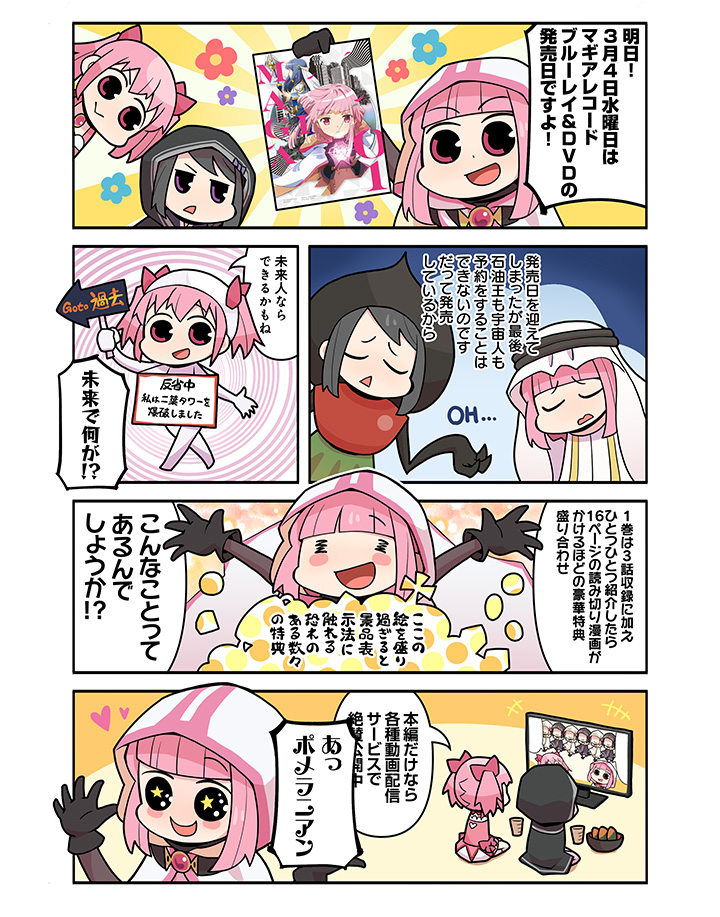 明日！
3月4日水曜日は
マギアレコード
ブルーレイ&DVDの
発売日ですよ！
MAGIA
発売日を迎えて
しまったが最後
石油王も宇宙人も
予約をすることは
できないのです
だって発売
しているから
OH…
未来人なら
できるかもね
Goto 過去
反省中
私は二葉タワーを
爆破しました
未来で何が!?
1巻は3話収録に加え
ひとつひとつ紹介したら
16ページの読み切り漫画が
かけるほどの豪華特典
盛り合わせ
ここの
絵を盛り
過ぎると
景品表
示法に
触れる
恐れの
ある数々
の特典
こんなことって
あるんで
しょうか!?
本編だけなら
各種動画配信
サービスで
絶賛公開中
あっ
ポメラニアン